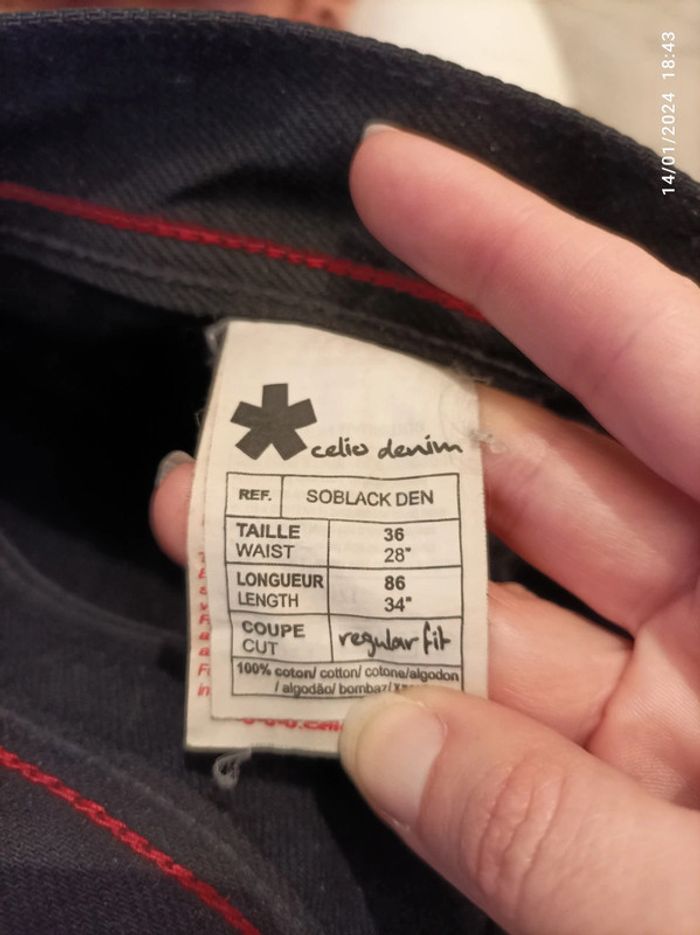 14/01/2024 18:43
celio denim
REF. SOBLACK DEN
TAILLE 36
WAIST 28"
LONGUEUR 86
LENGTH 34"
COUPE
CUT
regular fit
100% coton/ cotton/ cotone/algodon
/ algodão/ bombaz/